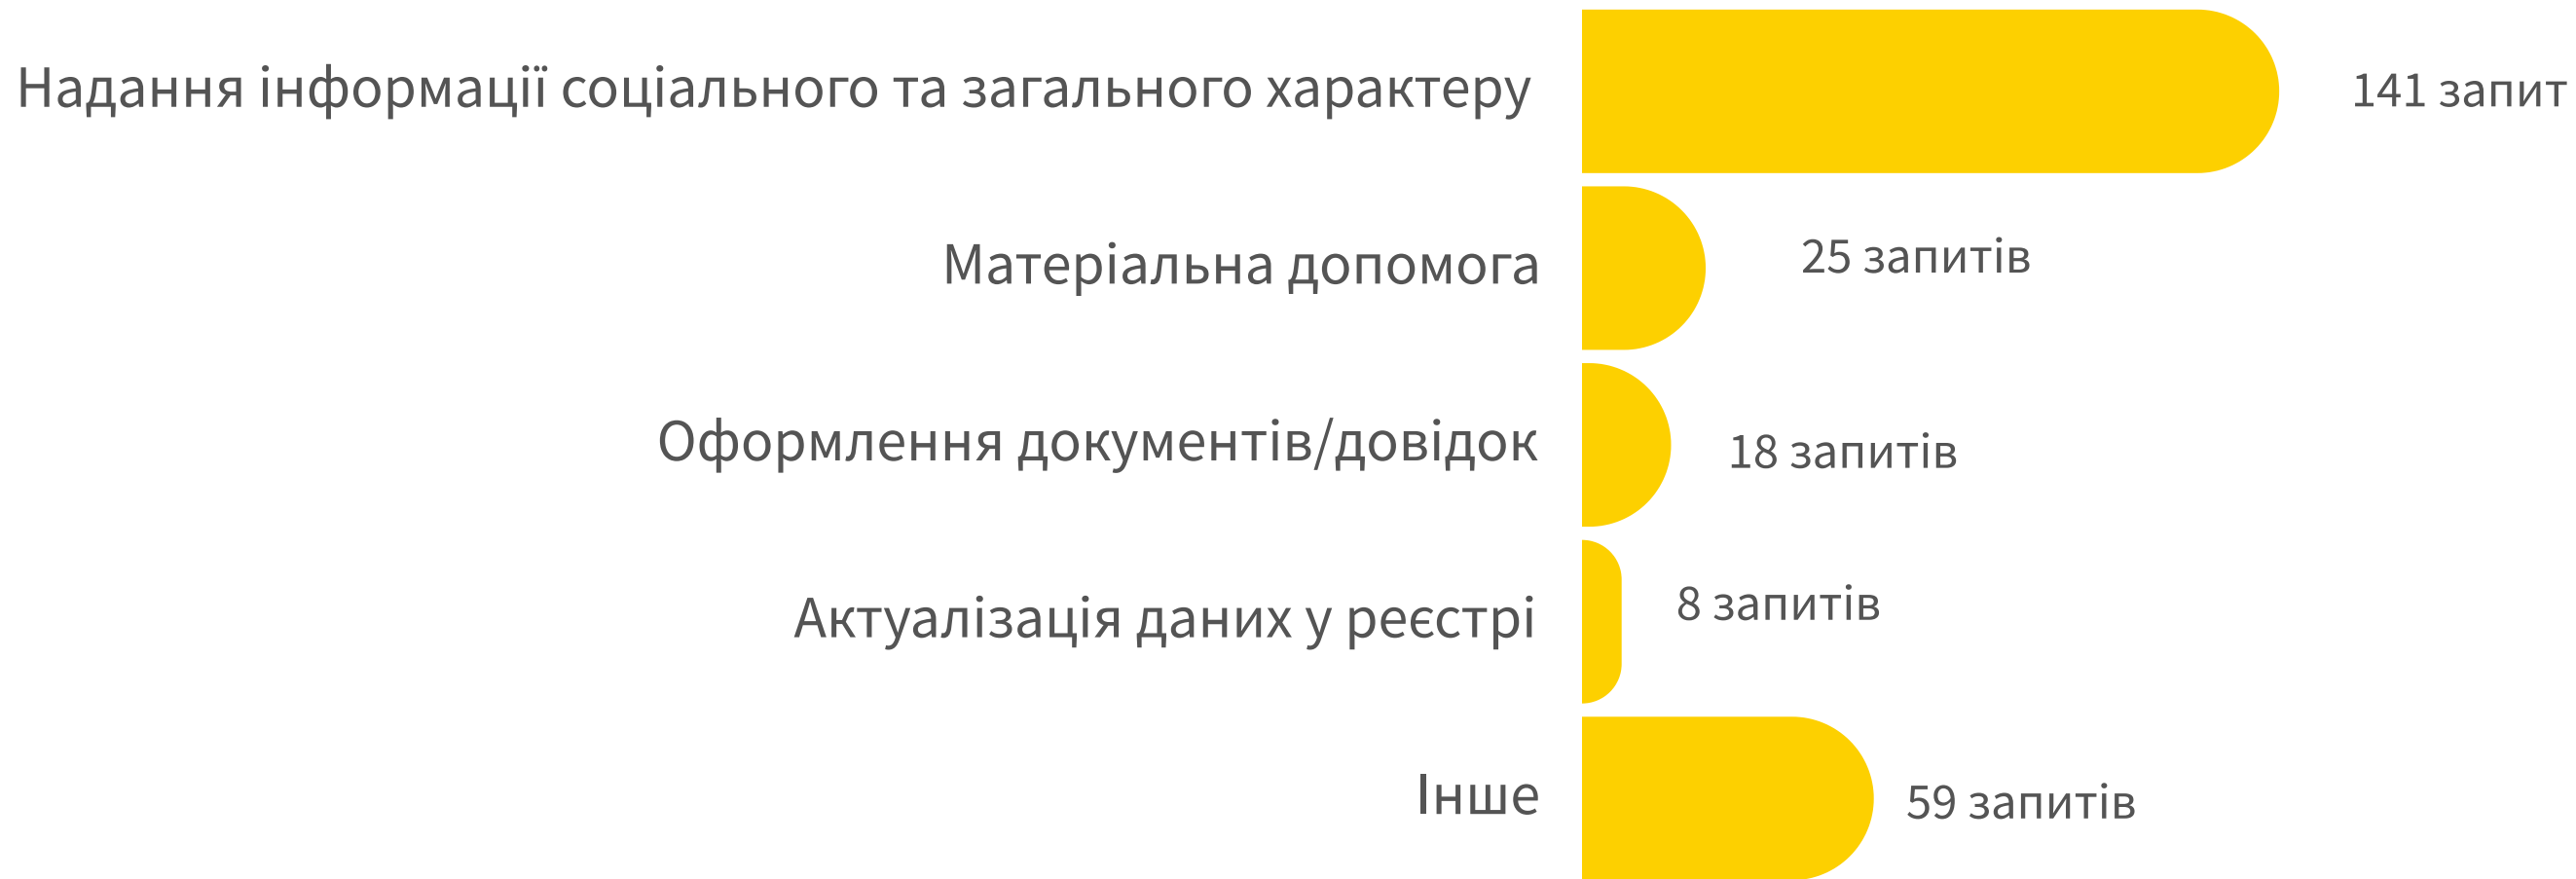 Надання інформації соціального та загального характеру 141 запит
Матеріальна допомога 25 запитів
Оформлення документів/довідок 18 запитів
Актуалізація даних у реєстрі 8 запитів
Інше 59 запитів